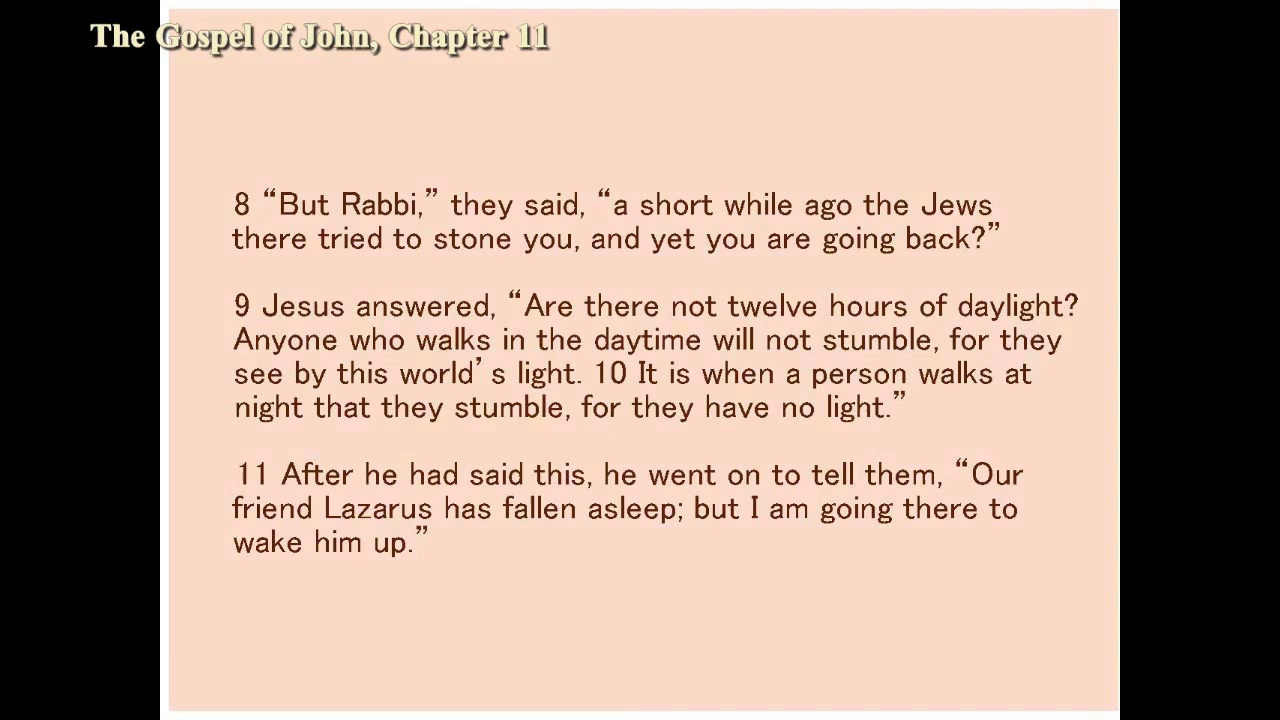 The Gospel of John, Chapter 11
8 “But Rabbi,” they said, “a short while ago the Jews
there tried to stone you, and yet you are going back?”
9 Jesus answered, “Are there not twelve hours of daylight?
Anyone who walks in the daytime will not stumble, for they
see by this world’s light. 10 It is when a person walks at
night that they stumble, for they have no light.”
11 After he had said this, he went on to tell them, “Our
friend Lazarus has fallen asleep; but I am going there to
wake him up.”